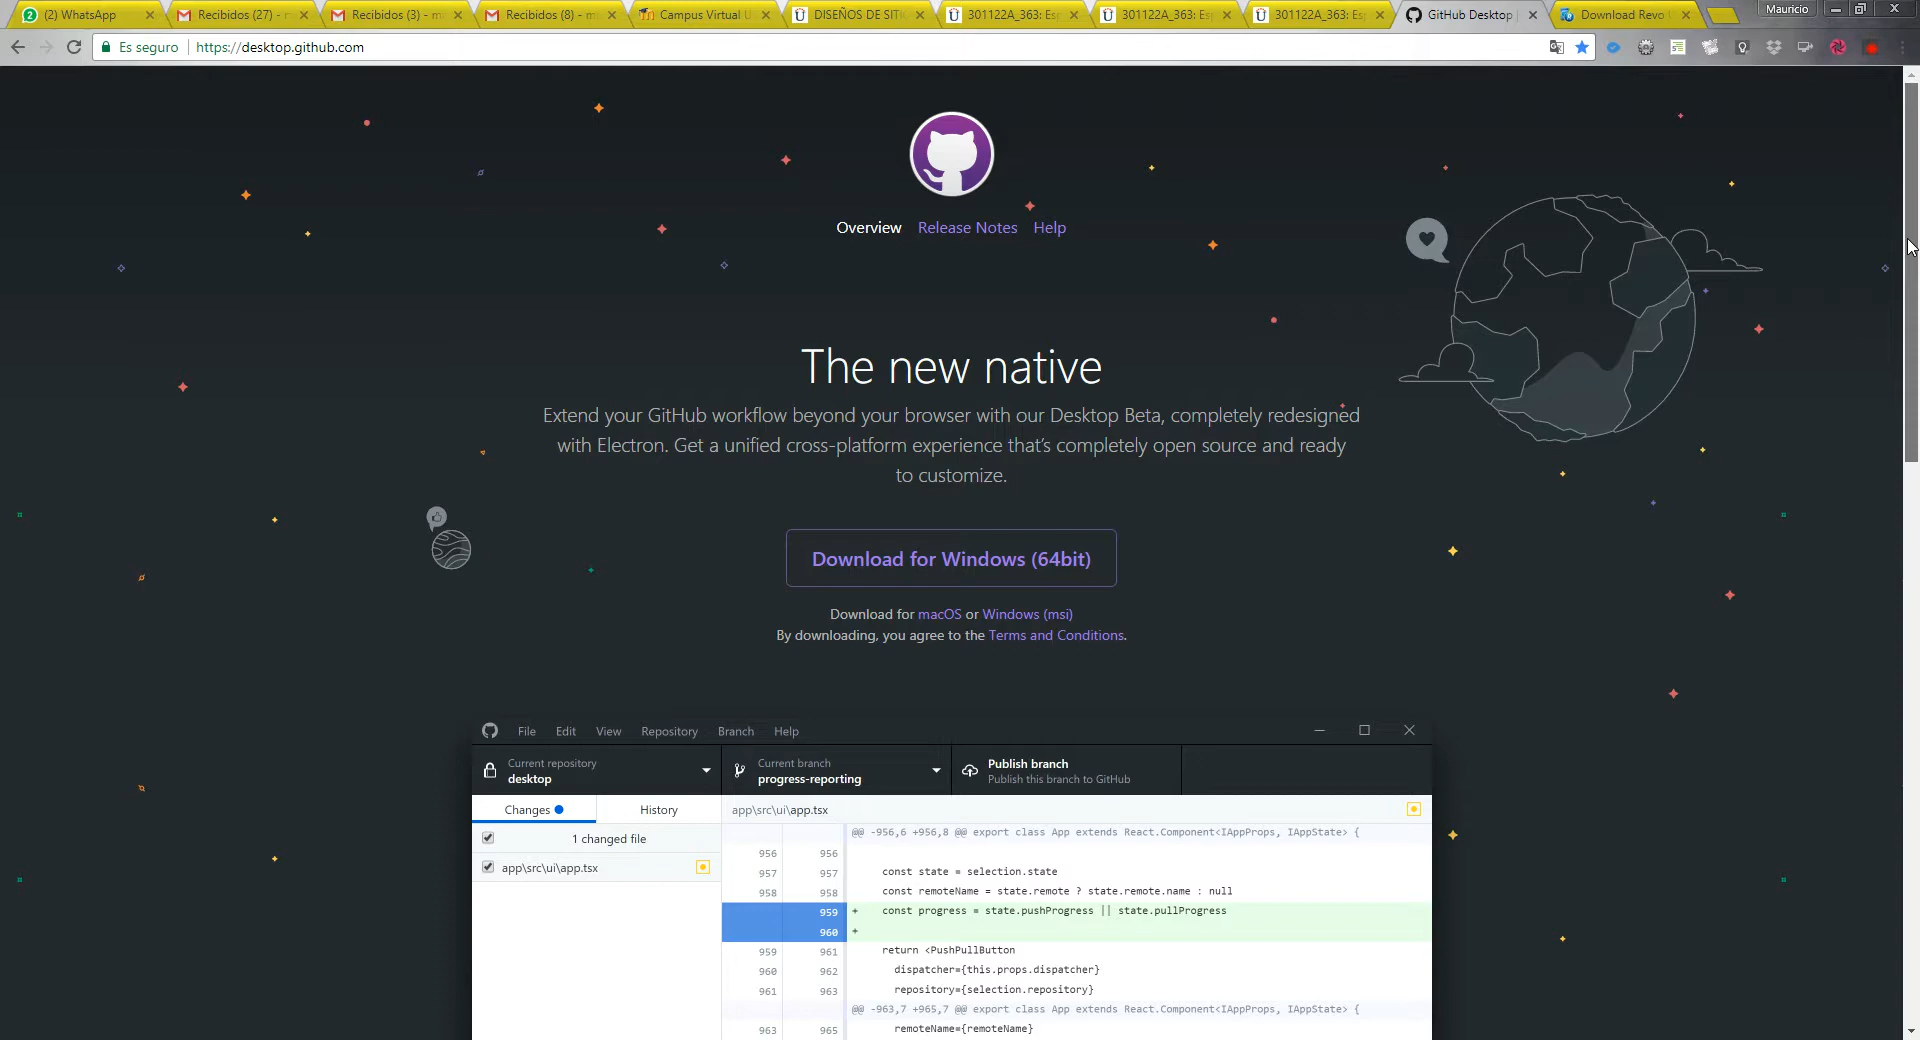 (2) WhatsApp
Recibidos (27) - m
Recibidos (3) - m
Recibidos (8) - m
Campus Virtual U
DISEÑOS DE SITI
301122A_363: Esp
301122A_363: Esp
301122A_363: Esp
GitHub Desktop |
Download Revo
Mauricio
Es seguro
https://desktop.github.com
Overview Release Notes Help
The new native
Extend your GitHub workflow beyond your browser with our Desktop Beta, completely redesigned
with Electron. Get a unified cross-platform experience that's completely open source and ready
to customize.
Download for Windows (64bit)
Download for macOS or Windows (msi)
By downloading, you agree to the Terms and Conditions.
File Edit View Repository Branch Help
Current repository
desktop
Current branch
progress-reporting
Publish branch
Publish this branch to GitHub
Changes History app\src\ui\app.tsx
1 changed file
app\src\ui\app.tsx
@@ -956,6 +956,8 @@ export class App extends React.Component<IAppProps, IAppState> {
956 956
957 957 const state = selection.state
958 958 const remoteName = state.remote ? state.remote.name : null
959 + const progress = state.pushProgress || state.pullProgress
960 +
959 961 return <PushPullButton
960 962 dispatcher={this.props.dispatcher}
961 963 repository={selection.repository}
@@ -963,7 +965,7 @@ export class App extends React.Component<IAppProps, IAppState> {
963 965 remoteName={remoteName}